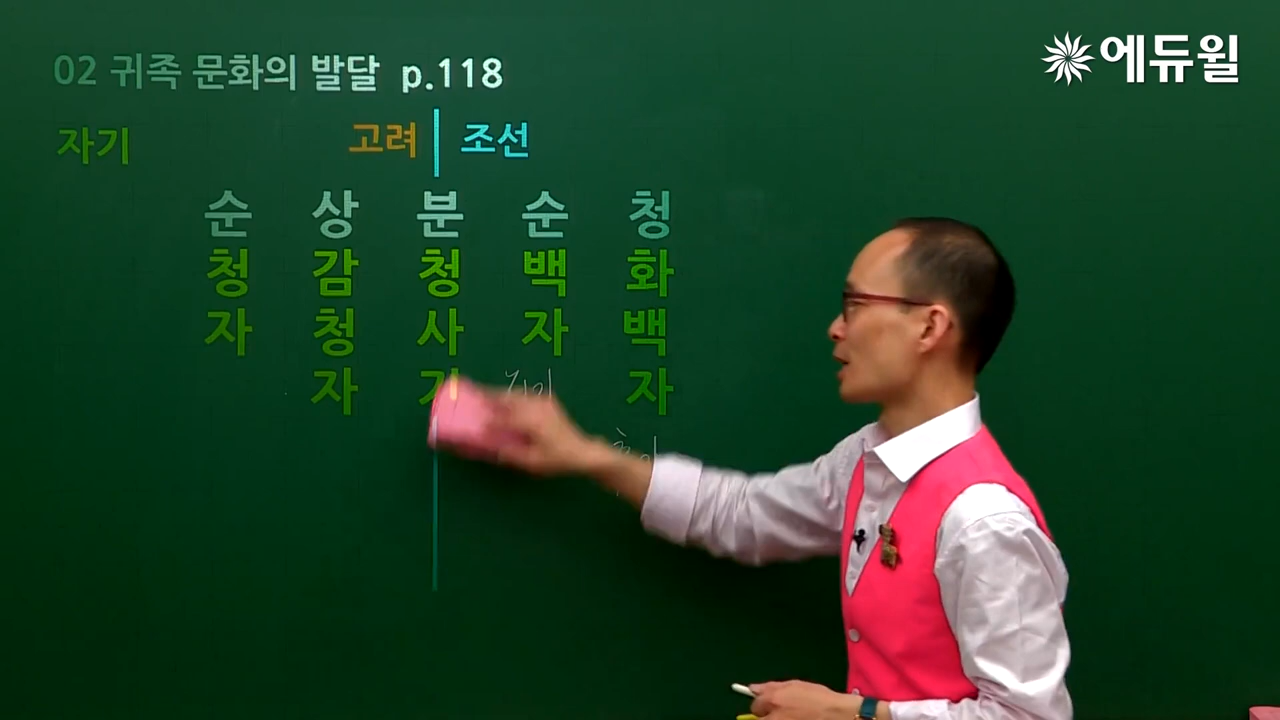 02 귀족 문화의 발달 p.118
에듀윌
자기
고려 조선
순청자
상감청자
분청사기
순백자
청화백자